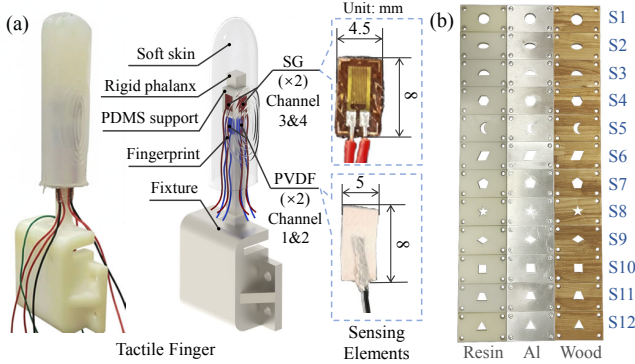 (a)
Soft skin
Rigid phalanx
PDMS support
Fingerprint
Fixture
SG
(×2)
Channel
3&4
PVDF
(×2)
Channel
1&2
Unit: mm
4.5
8
5
8
Tactile Finger
Sensing
Elements
(b)
S1
S2
S3
S4
S5
S6
S7
S8
S9
S10
S11
S12
Resin Al Wood